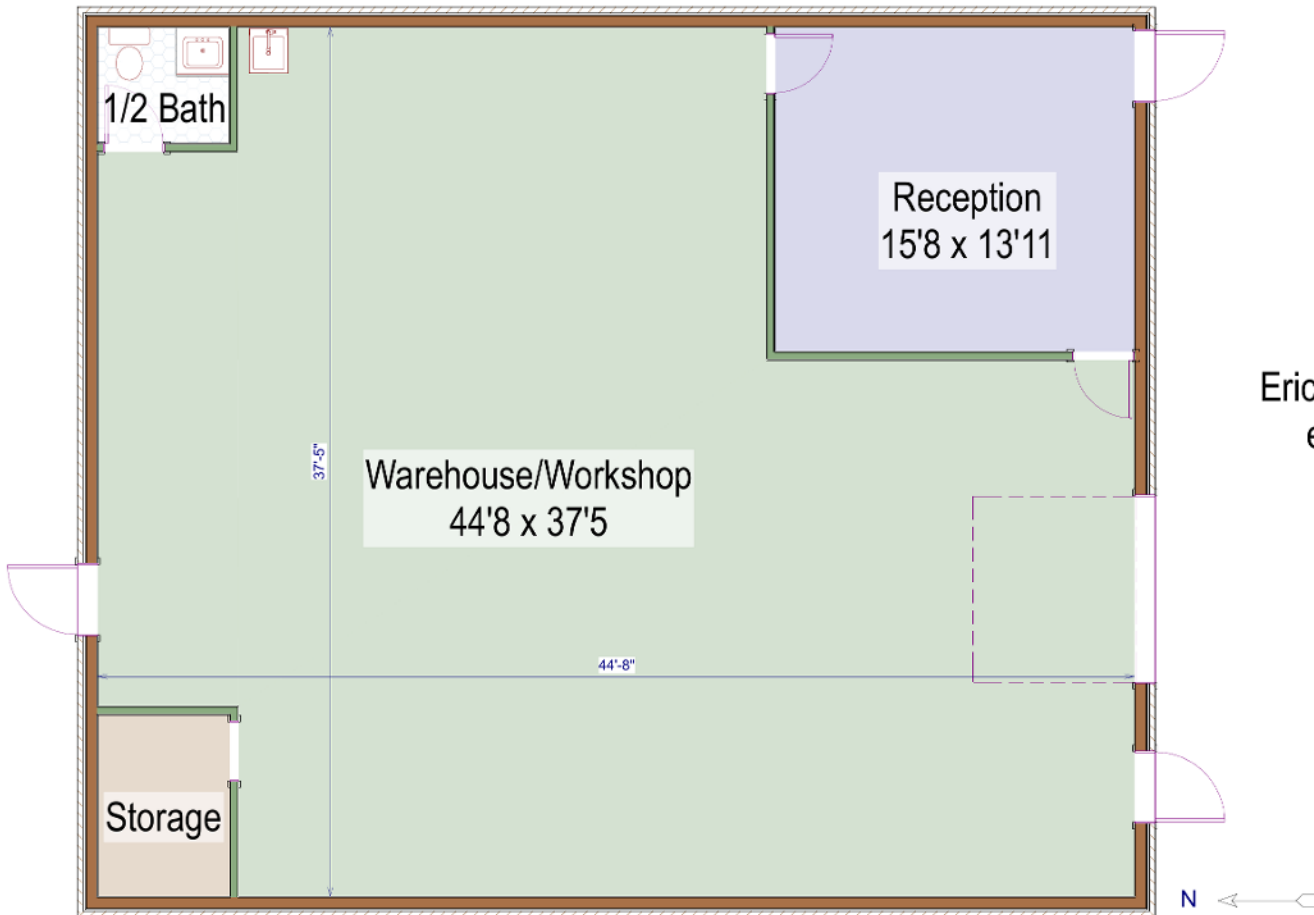 1/2 Bath
Reception
15'8 x 13'11
Eric
37'-5"
Warehouse/Workshop
44'8 x 37'5
44'-8"
Storage
N